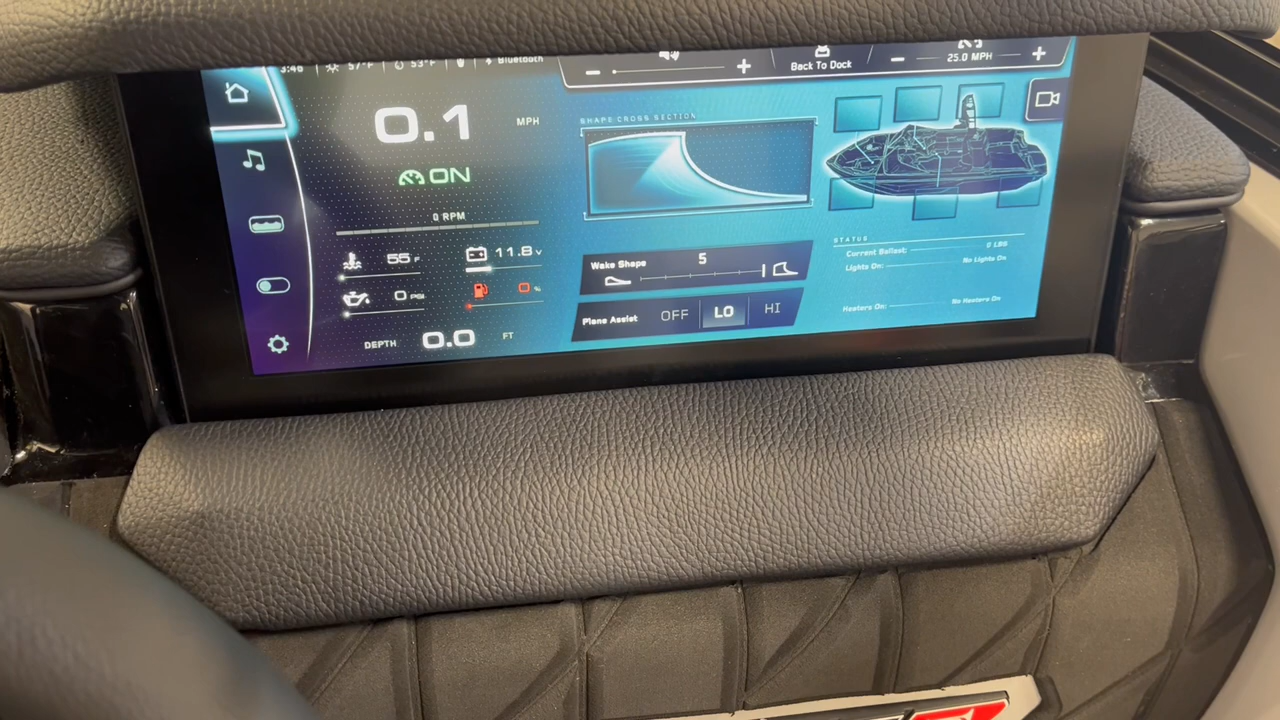 3:46 57°F 53°F Bluetooth
Back To Dock
25.0 MPH
0.1 MPH
ON
0 RPM
55 F
11.8 V
0 PSI
0 %
DEPTH 0.0 FT
SHAPE CROSS SECTION
Wake Shape 5
Plane Assist OFF LO HI
STATUS
Current Ballast: 0 LBS
Lights On: No Lights On
Heaters On: No Heaters On